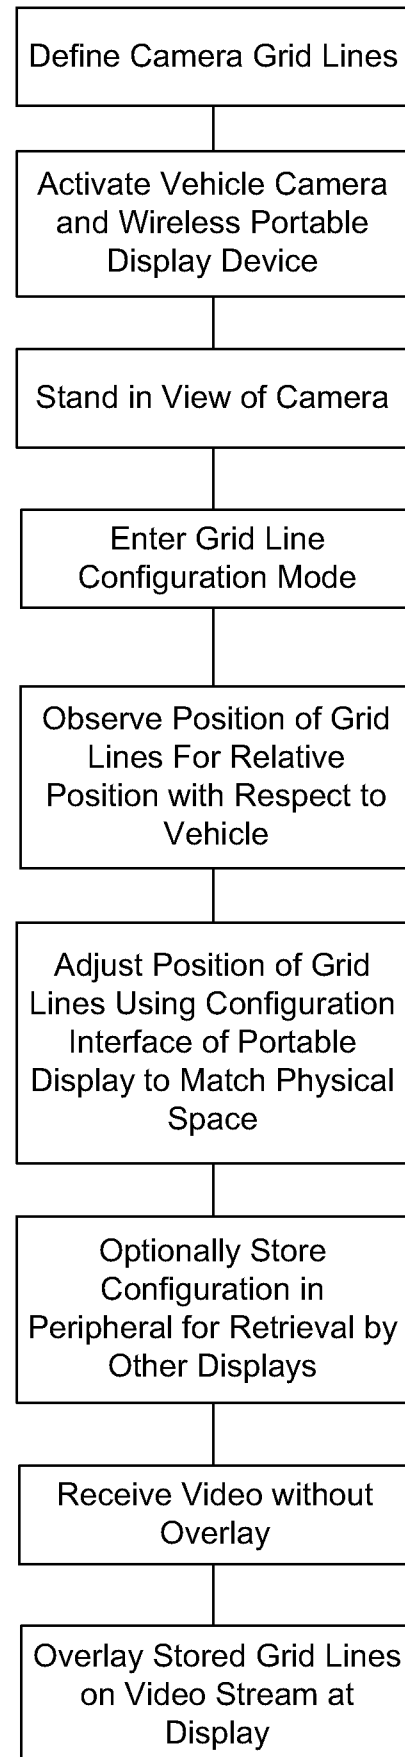 Define Camera Grid Lines
Activate Vehicle Camera
and Wireless Portable
Display Device
Stand in View of Camera
Enter Grid Line
Configuration Mode
Observe Position of Grid
Lines For Relative
Position with Respect to
Vehicle
Adjust Position of Grid
Lines Using Configuration
Interface of Portable
Display to Match Physical
Space
Optionally Store
Configuration in
Peripheral for Retrieval by
Other Displays
Receive Video without
Overlay
Overlay Stored Grid Lines
on Video Stream at
Display